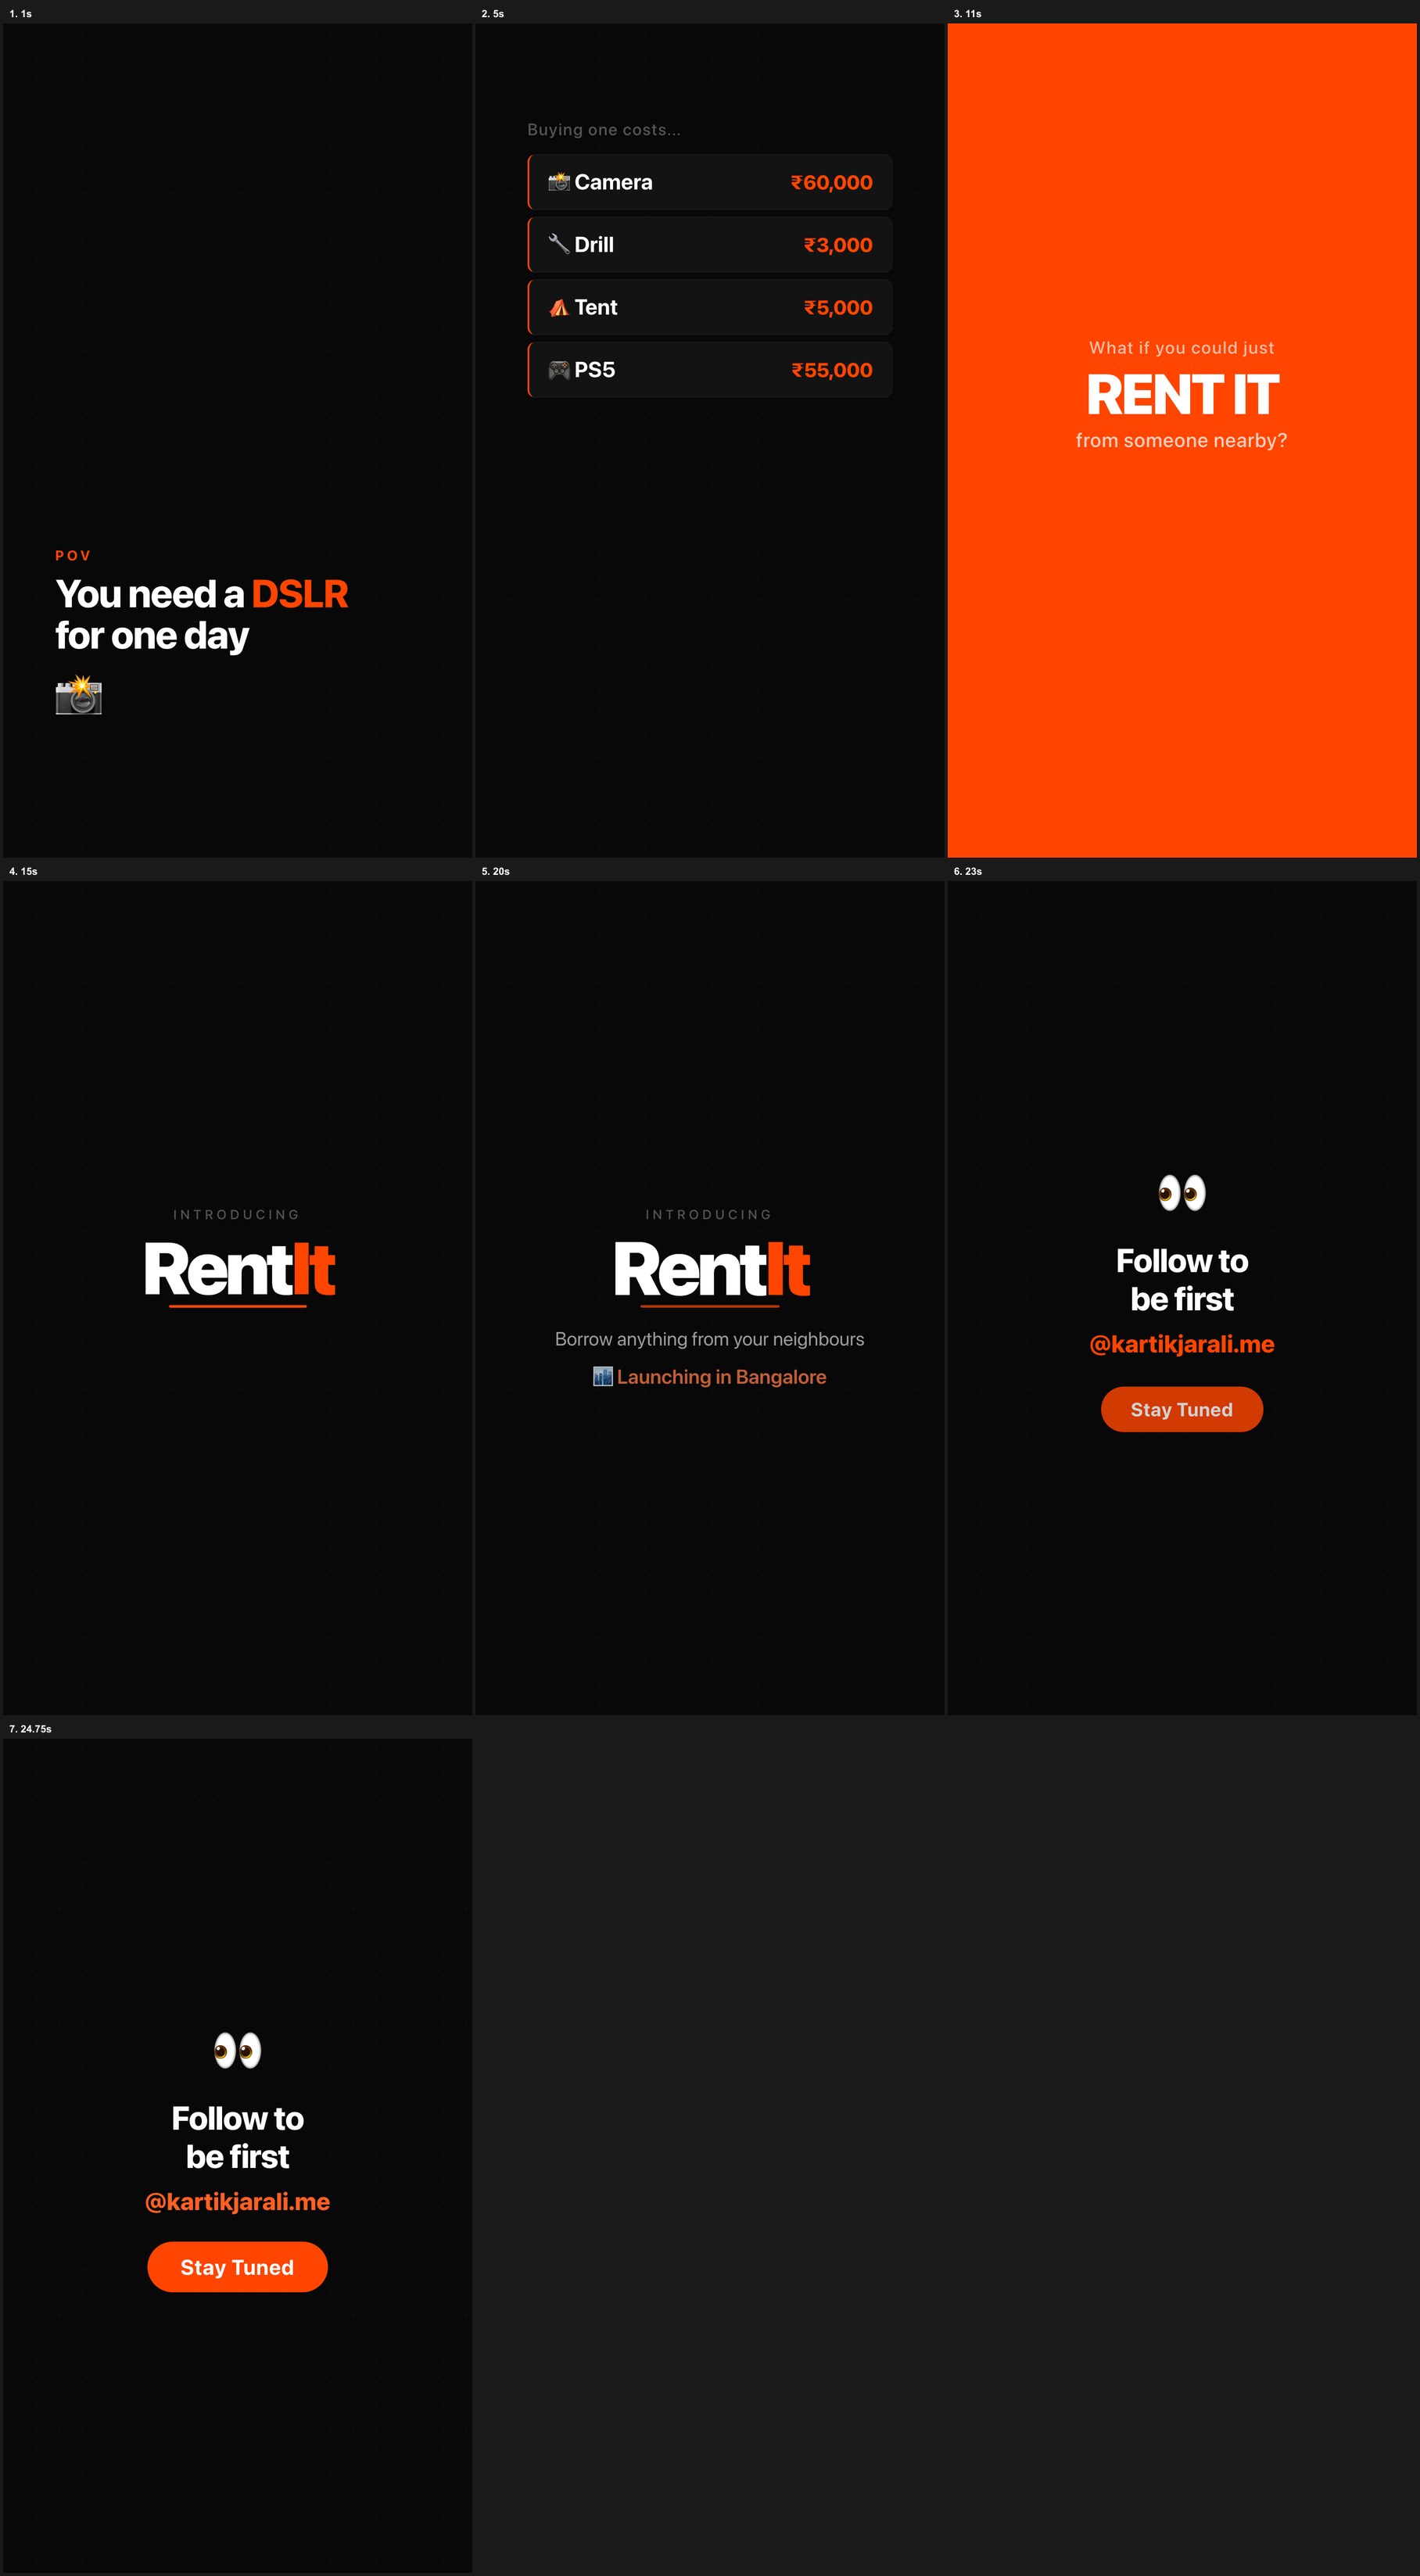 1. 1s
POV
You need a DSLR
for one day
2. 5s
Buying one costs...
Camera ₹60,000
Drill ₹3,000
Tent ₹5,000
PS5 ₹55,000
3. 11s
What if you could just
RENT IT
from someone nearby?
4. 15s
INTRODUCING
RentIt
5. 20s
INTRODUCING
RentIt
Borrow anything from your neighbours
Launching in Bangalore
6. 23s
Follow to
be first
@kartikjarali.me
Stay Tuned
7. 24.75s
Follow to
be first
@kartikjarali.me
Stay Tuned